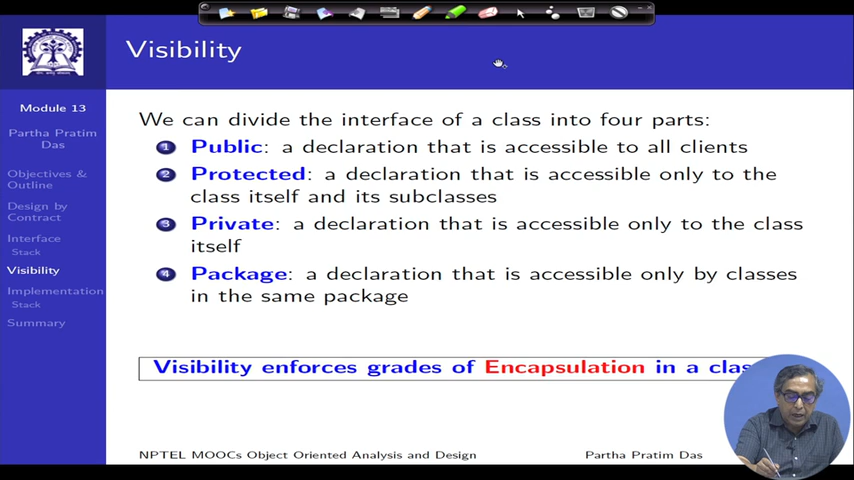 Visibility
Module 13
Partha Pratim
Das
Objectives &
Outline
Design by
Contract
Interface
Stack
Visibility
Implementation
Stack
Summary
We can divide the interface of a class into four parts:
1 Public: a declaration that is accessible to all clients
2 Protected: a declaration that is accessible only to the
class itself and its subclasses
3 Private: a declaration that is accessible only to the class
itself
4 Package: a declaration that is accessible only by classes
in the same package
Visibility enforces grades of Encapsulation in a clas
NPTEL MOOCs Object Oriented Analysis and Design
Partha Pratim Das